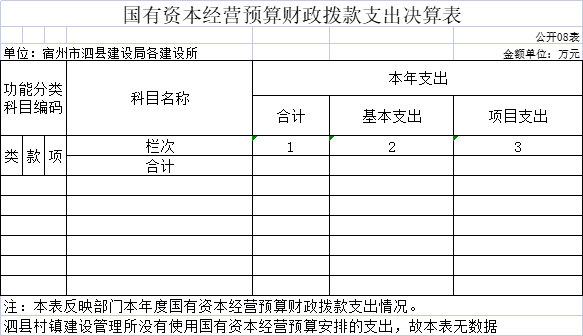 国有资本经营预算财政拨款支出决算表
公开08表
单位：宿州市泗县建设局各建设所 金额单位：万元
功能分类科目编码 科目名称 本年支出
合计 基本支出 项目支出
类 款 项 栏次 1 2 3
合计
注：本表反映部门本年度国有资本经营预算财政拨款支出情况。
泗县村镇建设管理所没有使用国有资本经营预算安排的支出，故本表无数据